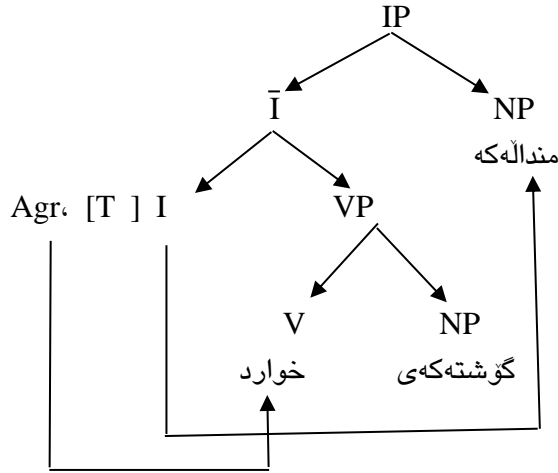 IP
Ī NP
منداڵەکە
Agr، [T ] I VP
V NP
خوارد گۆشتەکەی